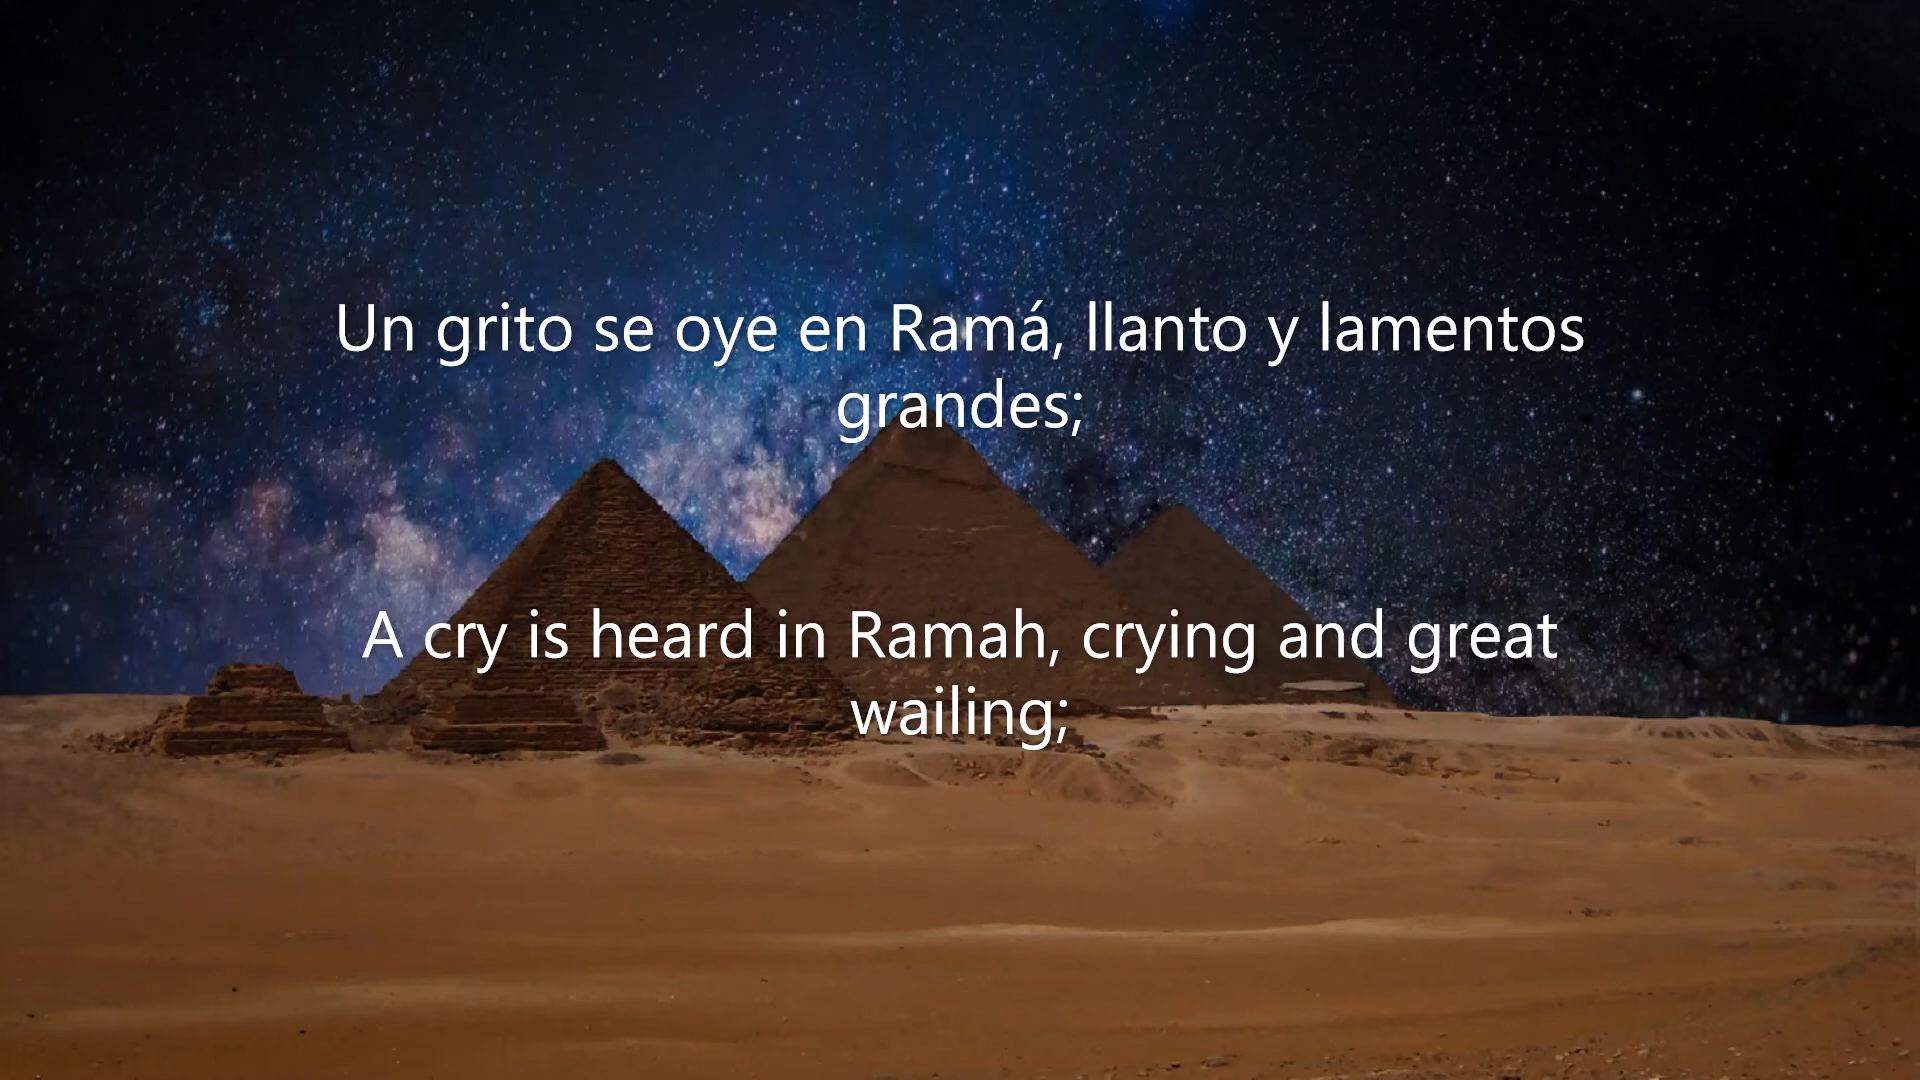 Un grito se oye en Ramá, llanto y lamentos
grandes;
A cry is heard in Ramah, crying and great
wailing;